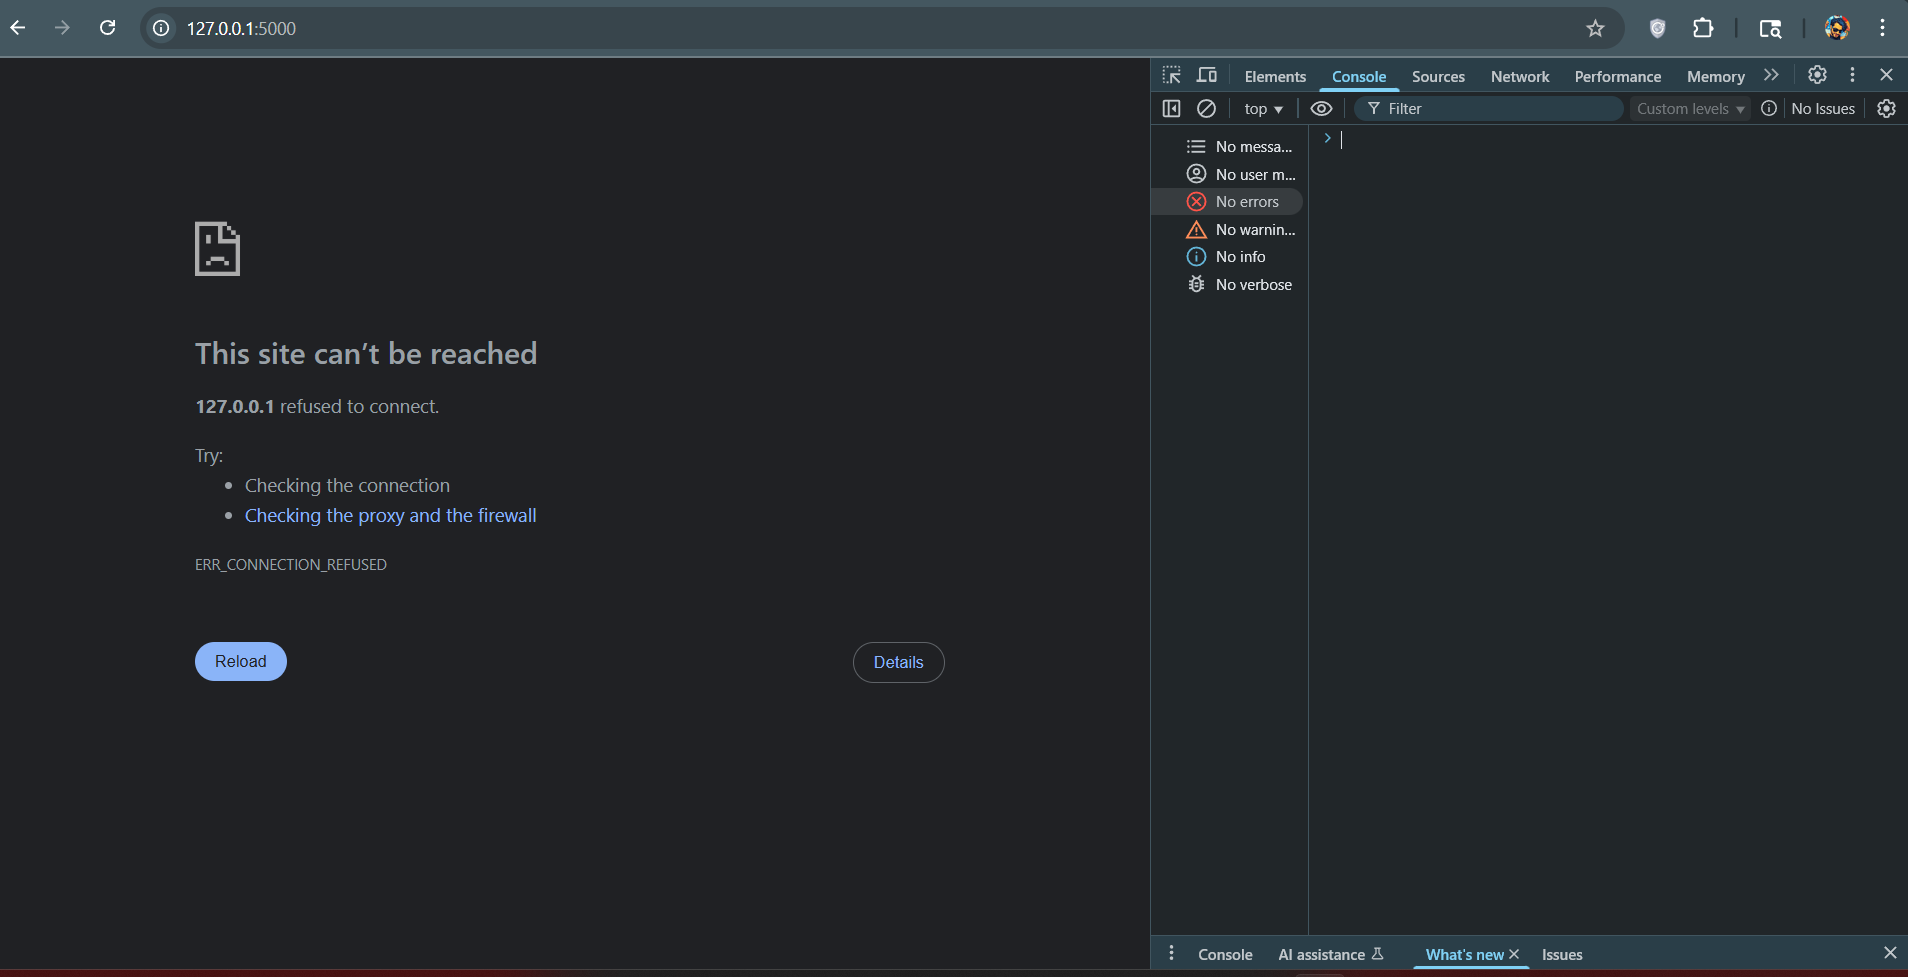 127.0.0.1:5000
Elements Console Sources Network Performance Memory
top Filter Custom levels No Issues
No messa...
No user m...
No errors
No warnin...
No info
No verbose
This site can’t be reached
127.0.0.1 refused to connect.
Try:
Checking the connection
Checking the proxy and the firewall
ERR_CONNECTION_REFUSED
Reload Details
Console AI assistance What's new Issues